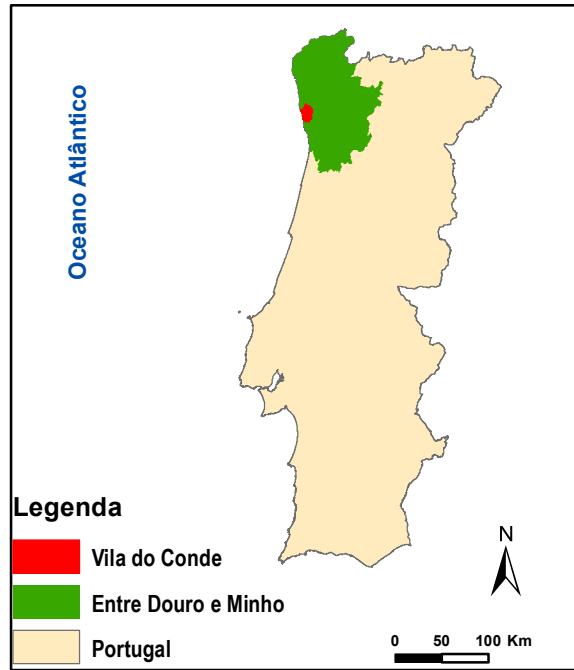 Oceano Atlântico
Legenda
Vila do Conde
Entre Douro e Minho
Portugal
N
0 50 100 Km